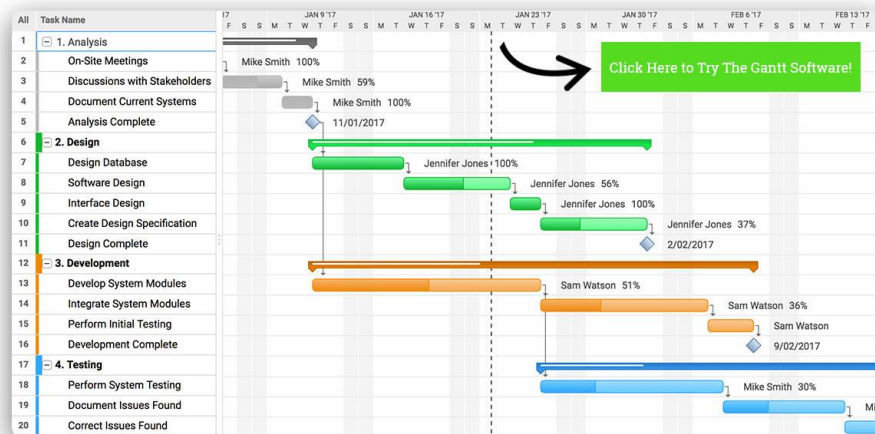 All Task Name 17 JAN 9 '17 JAN 16 '17 JAN 23 '17 JAN 30 '17 FEB 6 '17 FEB 13 '17
F S S M T W T F S S M T W T F S S M T W T F S S M T W T F S S M T W T F S S M T W
1 1. Analysis
2 On-Site Meetings Mike Smith 100%
Click Here to Try The Gantt Software!
3 Discussions with Stakeholders Mike Smith 59%
4 Document Current Systems Mike Smith 100%
5 Analysis Complete 11/01/2017
6 2. Design
7 Design Database Jennifer Jones 100%
8 Software Design Jennifer Jones 56%
9 Interface Design Jennifer Jones 100%
10 Create Design Specification Jennifer Jones 37%
11 Design Complete 2/02/2017
12 3. Development
13 Develop System Modules Sam Watson 51%
14 Integrate System Modules Sam Watson 36%
15 Perform Initial Testing Sam Watson
16 Development Complete 9/02/2017
17 4. Testing
18 Perform System Testing Mike Smith 30%
19 Document Issues Found Mi
20 Correct Issues Found